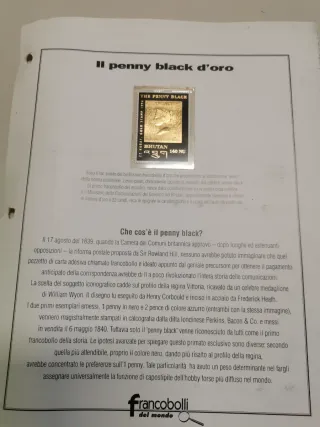 Il penny black d'oro
THE PENNY BLACK
BHUTAN
140 NU
Che cos'è il penny black?
Il 17 agosto del 1839, quando la Camera dei Comuni britannica approvò – dopo lunghi ed estenuanti
opposizioni – la riforma postale proposta da Sir Rowland Hill, nessuno avrebbe potuto immaginare che quel
pezzetto di carta adesiva chiamato francobollo e ideato appunto dal geniale precursore per ottenere il pagamento
anticipato della corrispondenza avrebbe di lì a poco rivoluzionato l'intera storia delle comunicazioni.
La scelta del soggetto iconografico cadde sul profilo della regina Vittoria, ricavato da un celebre medaglione
di William Wyon. Il disegno fu eseguito da Henry Corbould e inciso in acciaio da Frederick Heath.
I due primi esemplari emessi, 1 penny in nero e 2 pence (di colore azzurro oltremare con la stessa immagine),
vennero magistralmente stampati in calcografia dalla ditta londinese Perkins, Bacon & Co. e messi
in vendita il 6 maggio 1840. Tuttavia solo il 'penny black' venne riconosciuto da tutti come il primo
francobollo della storia. Le ipotesi avanzate per spiegare questo primato esclusivo sono diverse: secondo
quella più attendibile, proprio il colore nero, dando più risalto al profilo della regina,
avrebbe concentrato le preferenze sull'1 penny. Tale particolarità ha avuto un peso determinante nel fargli
assegnare universalmente la funzione di capostipite dell'hobby forse più diffuso nel mondo.
francobolli
del mondo